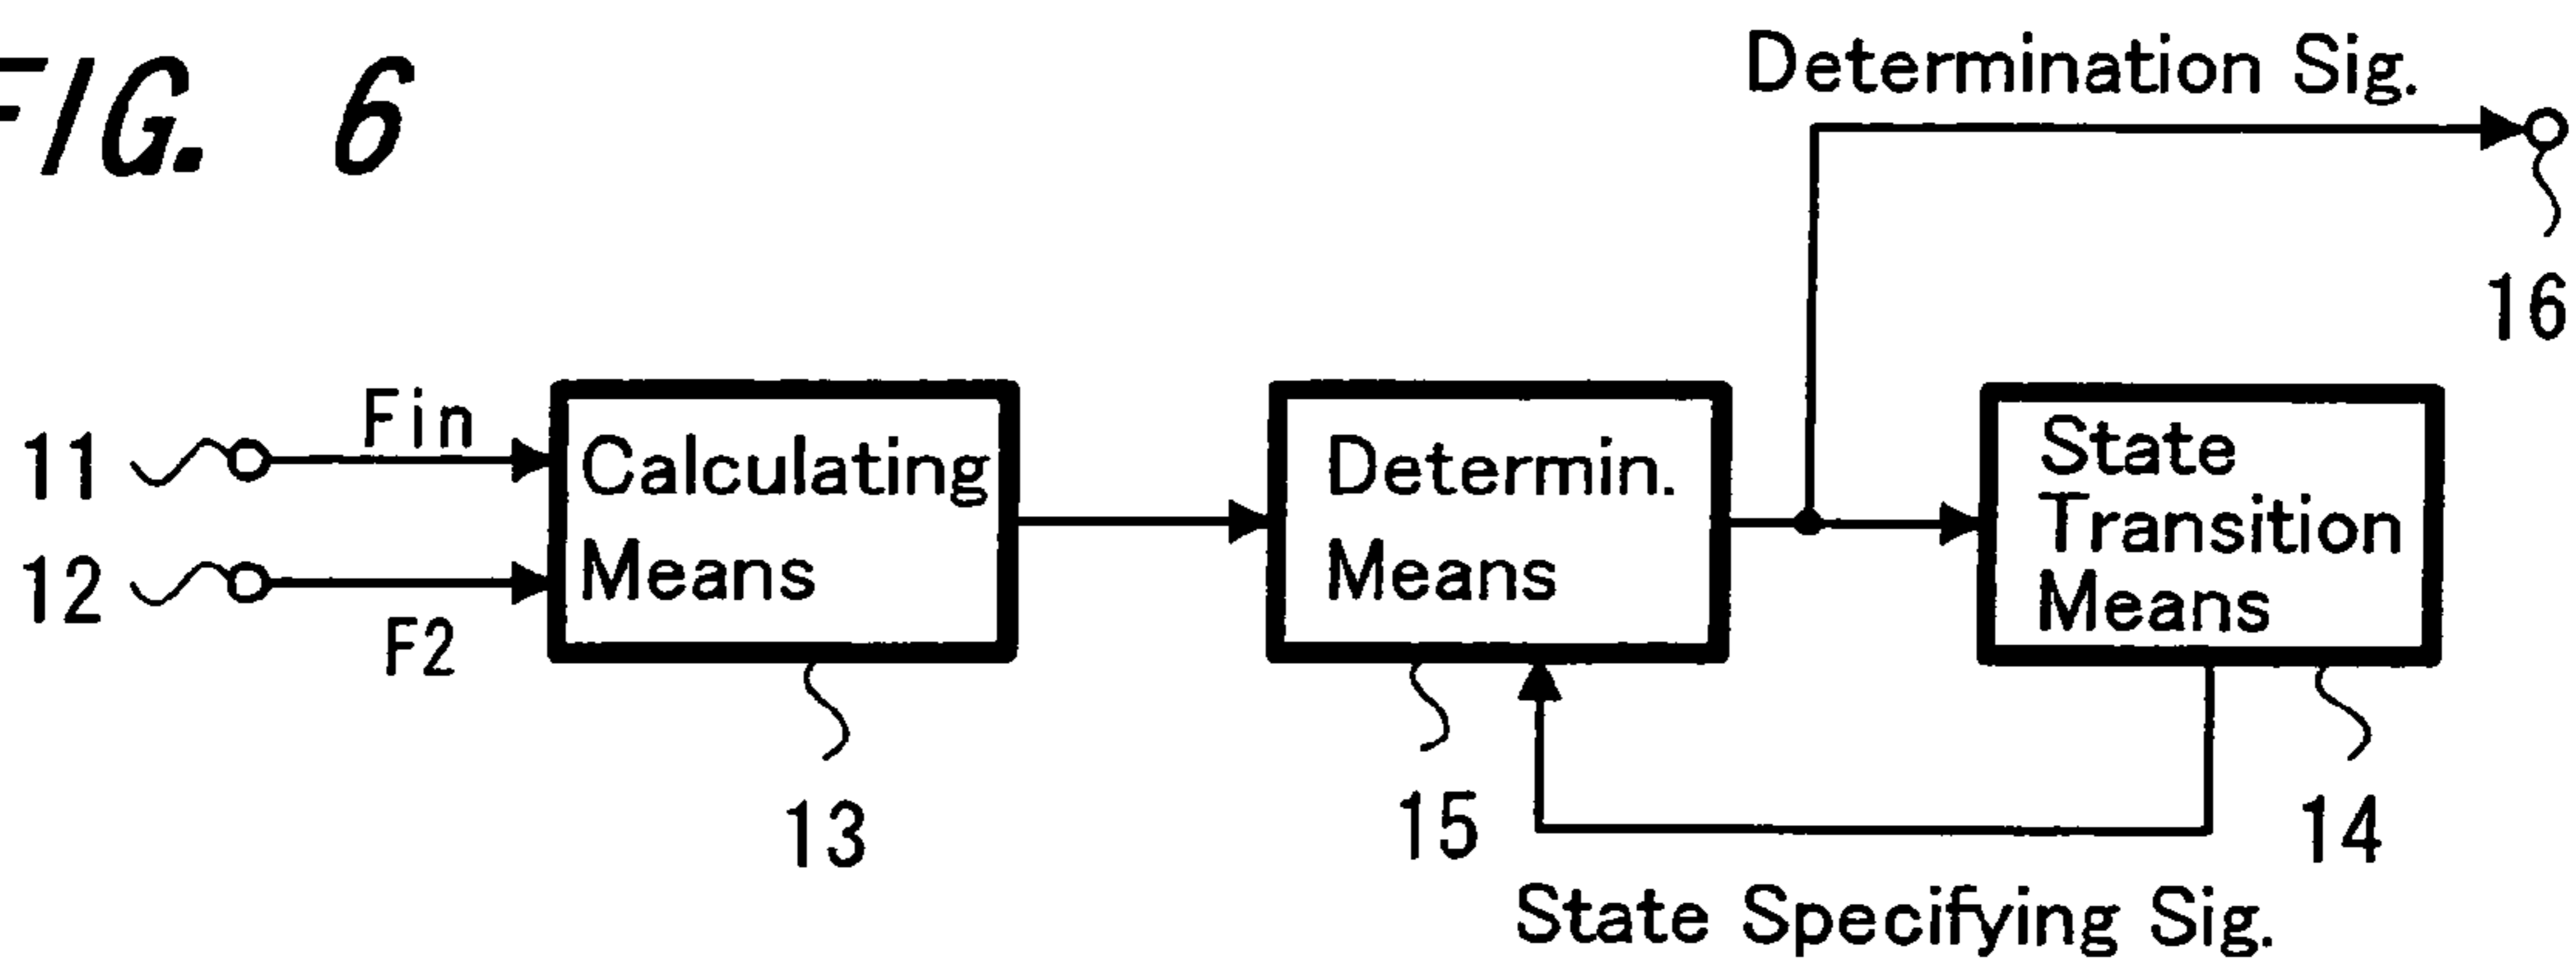 FIG. 6
Determination Sig.
16
11
Fin
12
F2
Calculating
Means
13
Determin.
Means
15
State
Transition
Means
14
State Specifying Sig.